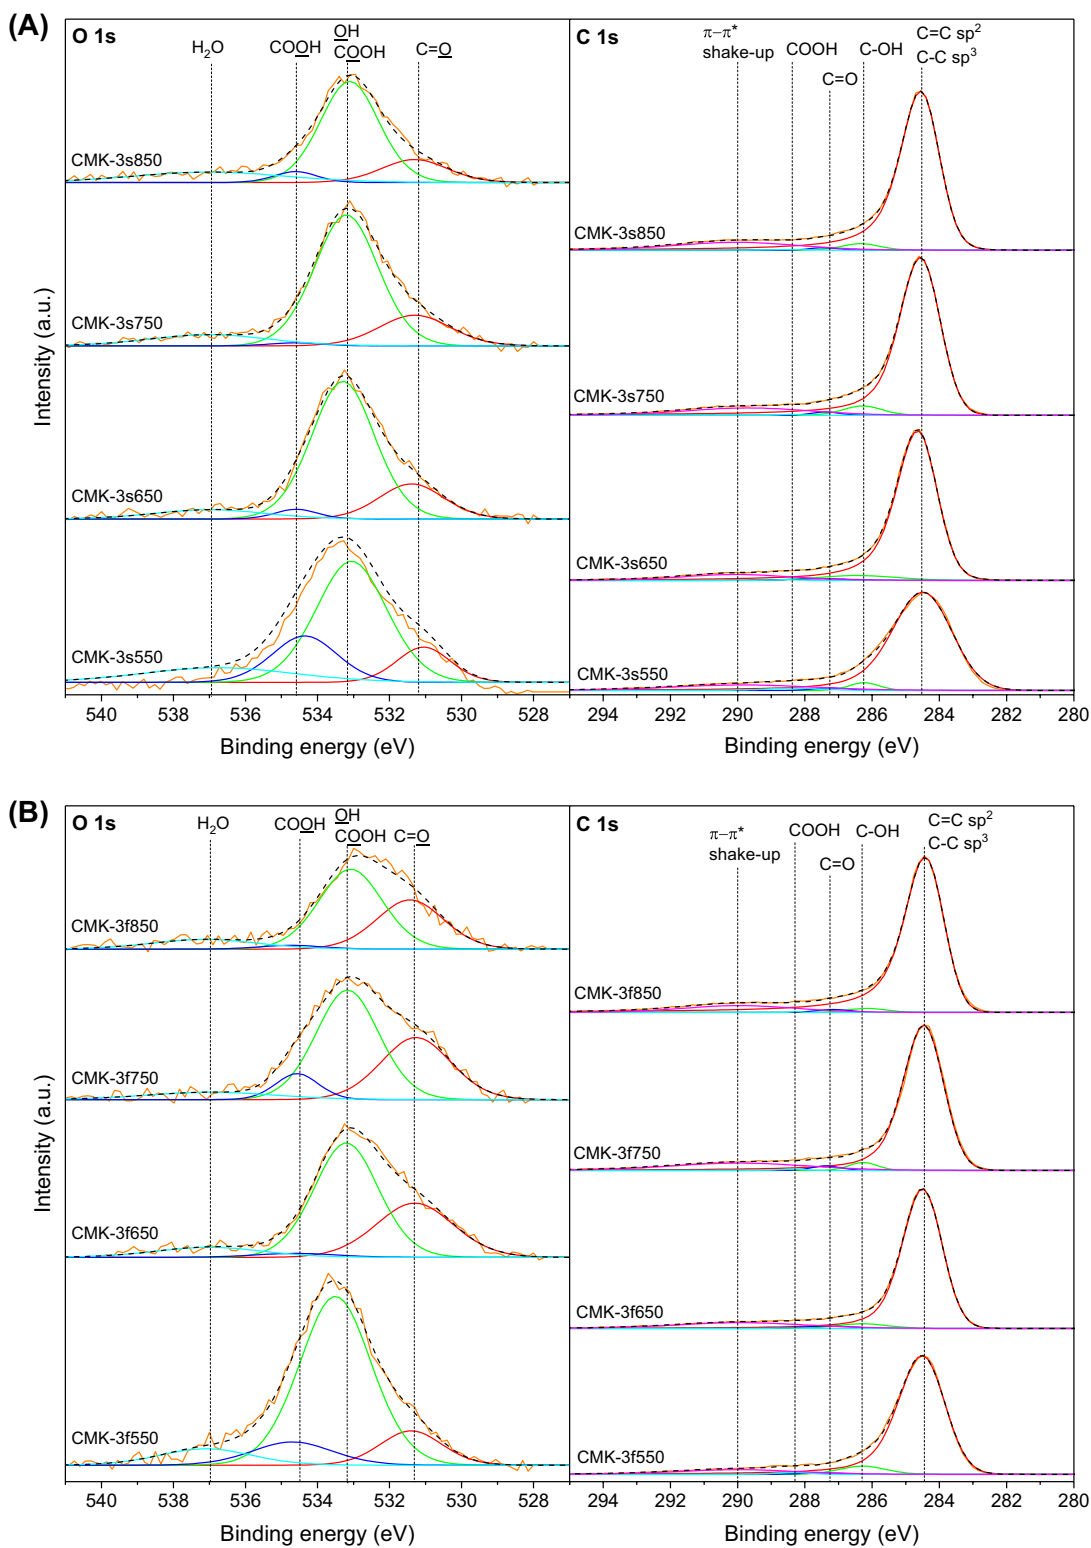 (A)
O 1s
H₂O
COOH
OH
COOH
C=O
CMK-3s850
CMK-3s750
CMK-3s650
CMK-3s550
540 538 536 534 532 530 528
Binding energy (eV)
Intensity (a.u.)
C 1s
π−π*
shake-up
COOH
C=O
C-OH
C=C sp²
C-C sp³
CMK-3s850
CMK-3s750
CMK-3s650
CMK-3s550
294 292 290 288 286 284 282 280
Binding energy (eV)
(B)
O 1s
H₂O
COOH
OH
COOH
C=O
CMK-3f850
CMK-3f750
CMK-3f650
CMK-3f550
540 538 536 534 532 530 528
Binding energy (eV)
Intensity (a.u.)
C 1s
π−π*
shake-up
COOH
C=O
C-OH
C=C sp²
C-C sp³
CMK-3f850
CMK-3f750
CMK-3f650
CMK-3f550
294 292 290 288 286 284 282 280
Binding energy (eV)